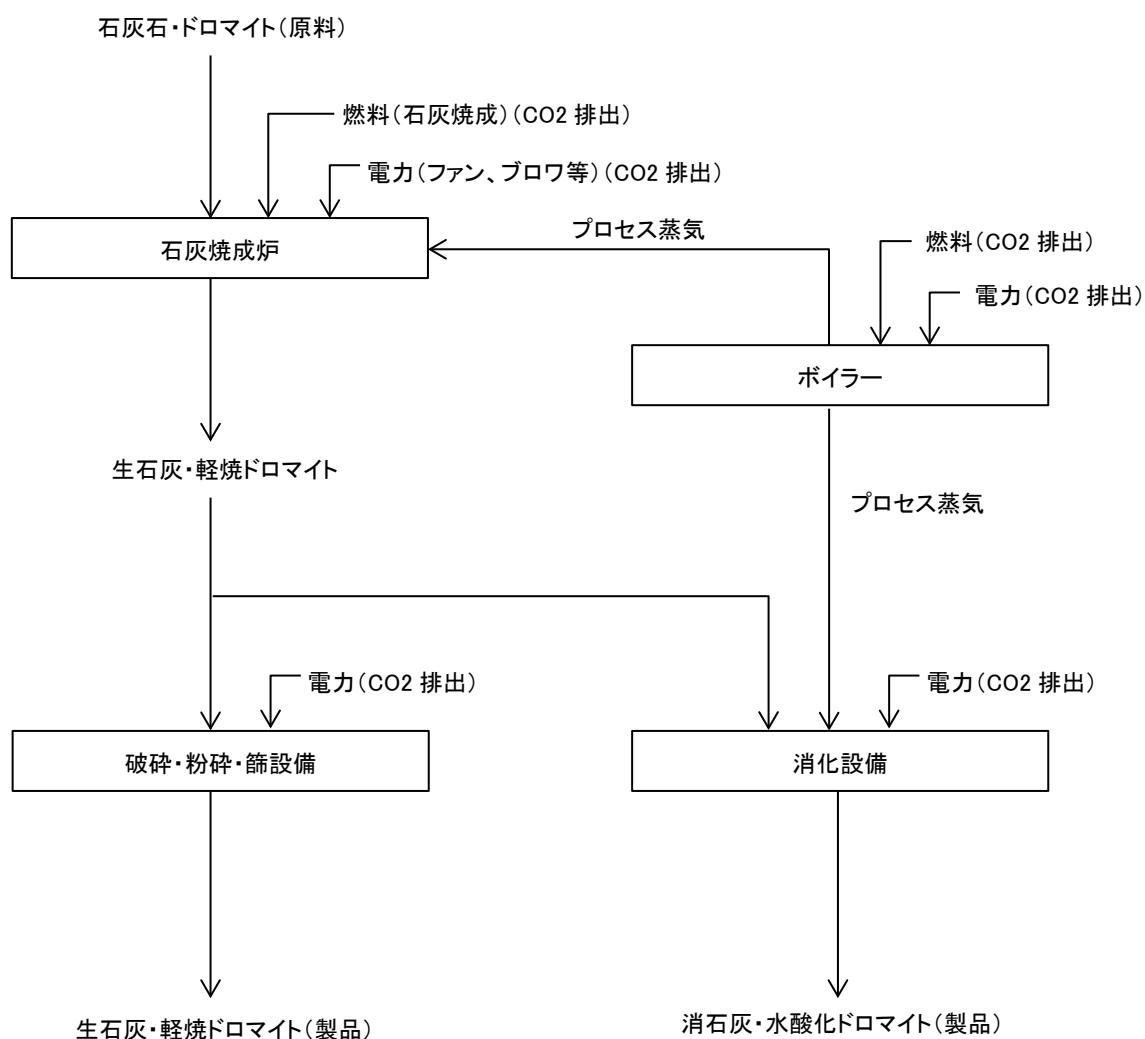 石灰石・ドロマイト(原料)
燃料(石灰焼成)(CO2 排出)
電力(ファン、ブロワ等)(CO2 排出)
石灰焼成炉
プロセス蒸気
燃料(CO2 排出)
電力(CO2 排出)
ボイラー
生石灰・軽焼ドロマイト
プロセス蒸気
電力(CO2 排出)
電力(CO2 排出)
破砕・粉砕・篩設備
消化設備
生石灰・軽焼ドロマイト(製品)
消石灰・水酸化ドロマイト(製品)